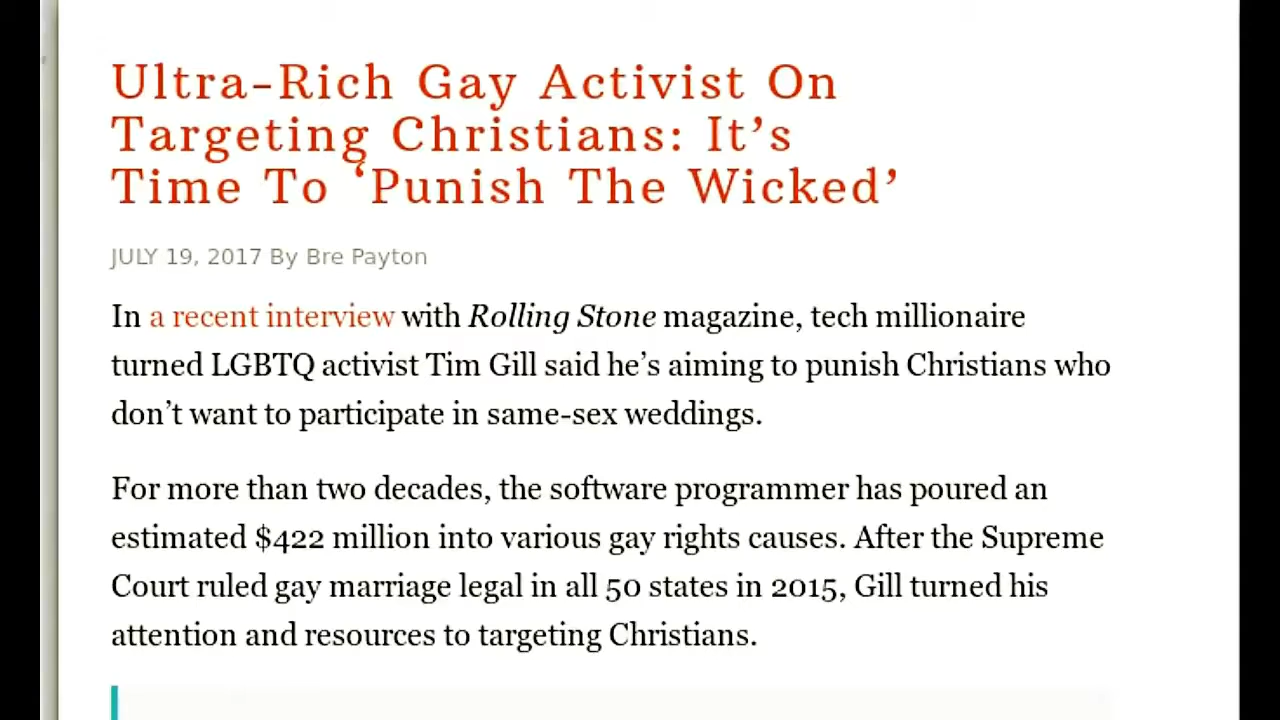 Ultra-Rich Gay Activist On
Targeting Christians: It’s
Time To ‘Punish The Wicked’
JULY 19, 2017 By Bre Payton
In a recent interview with Rolling Stone magazine, tech millionaire
turned LGBTQ activist Tim Gill said he’s aiming to punish Christians who
don’t want to participate in same-sex weddings.
For more than two decades, the software programmer has poured an
estimated $422 million into various gay rights causes. After the Supreme
Court ruled gay marriage legal in all 50 states in 2015, Gill turned his
attention and resources to targeting Christians.